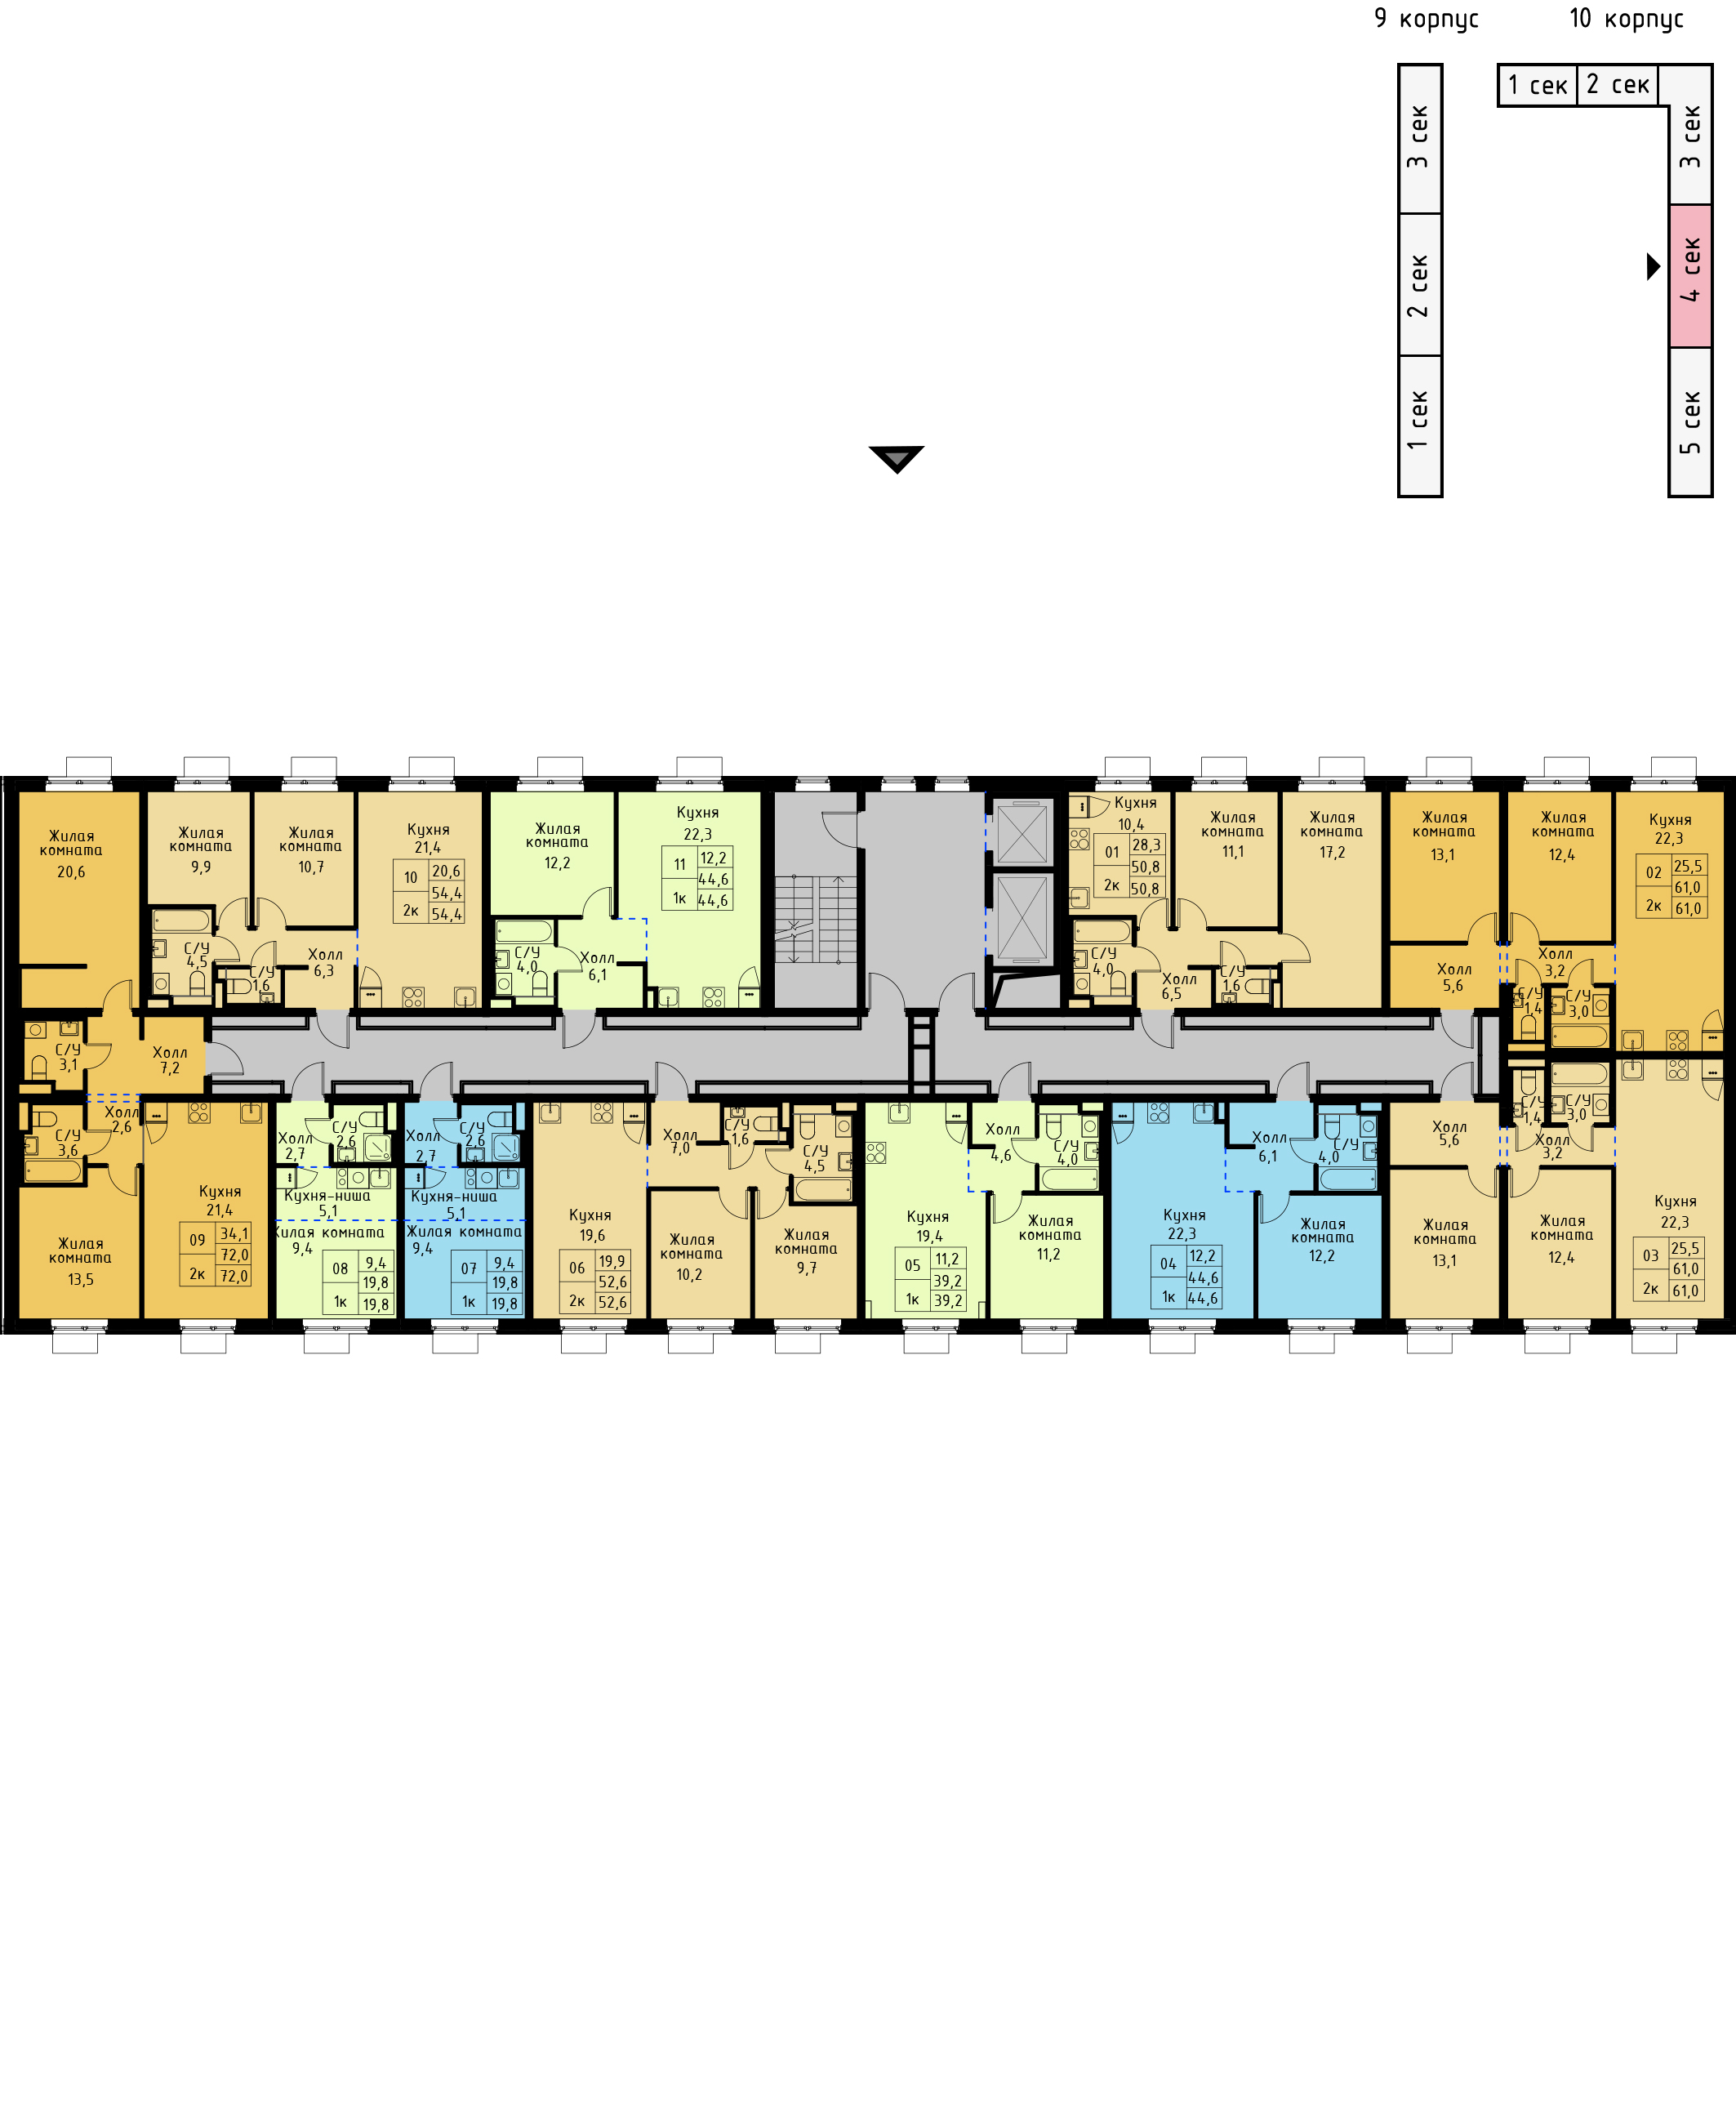 9 корпус
10 корпус
1 сек
2 сек
3 сек
3 сек
4 сек
2 сек
5 сек
1 сек
Жилая
комната
20,6
Жилая
комната
9,9
Жилая
комната
10,7
Кухня
21,4
10
20,6
54,4
2к
54,4
С/У
4,5
С/У
1,6
Холл
6,3
Жилая
комната
12,2
Кухня
22,3
11
12,2
44,6
1к
44,6
С/У
4,0
Холл
6,1
Кухня
10,4
01
28,3
50,8
2к
50,8
Жилая
комната
11,1
Жилая
комната
17,2
С/У
4,0
Холл
6,5
С/У
1,6
Жилая
комната
13,1
Жилая
комната
12,4
Кухня
22,3
02
25,5
61,0
2к
61,0
Холл
5,6
Холл
3,2
С/У
1,4
С/У
3,0
С/У
3,1
Холл
7,2
Холл
2,6
С/У
3,6
Жилая
комната
13,5
Кухня
21,4
09
34,1
72,0
2к
72,0
Холл
2,7
С/У
2,6
Кухня-ниша
5,1
Жилая комната
9,4
08
9,4
19,8
1к
19,8
Холл
2,7
С/У
2,6
Кухня-ниша
5,1
Жилая комната
9,4
07
9,4
19,8
1к
19,8
Кухня
19,6
06
19,9
52,6
2к
52,6
Холл
7,0
С/У
1,6
С/У
4,5
Жилая
комната
10,2
Жилая
комната
9,7
Кухня
19,4
05
11,2
39,2
1к
39,2
Холл
4,6
С/У
4,0
Жилая
комната
11,2
Кухня
22,3
04
12,2
44,6
1к
44,6
Холл
6,1
С/У
4,0
Жилая
комната
12,2
Холл
5,6
С/У
1,4
С/У
3,0
Холл
3,2
Жилая
комната
13,1
Жилая
комната
12,4
Кухня
22,3
03
25,5
61,0
2к
61,0